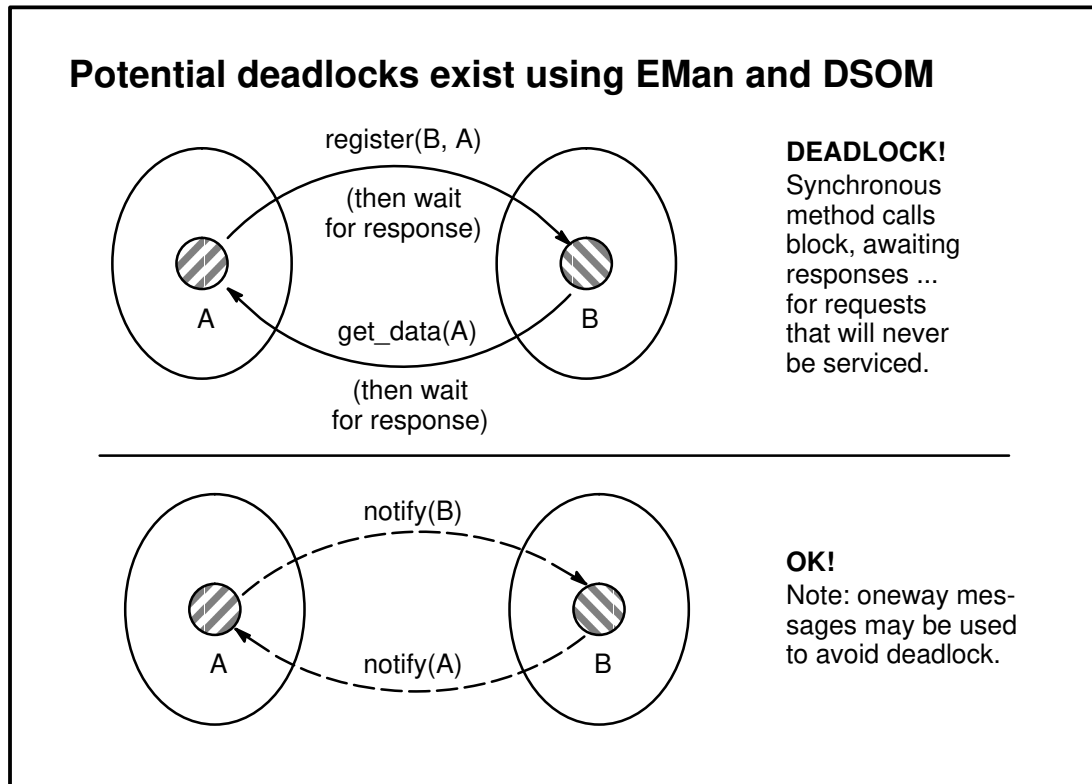 Potential deadlocks exist using EMan and DSOM
register(B, A)
(then wait
for response)
A
B
get_data(A)
(then wait
for response)
DEADLOCK!
Synchronous
method calls
block, awaiting
responses ...
for requests
that will never
be serviced.
notify(B)
A
B
notify(A)
OK!
Note: oneway mes-
sages may be used
to avoid deadlock.